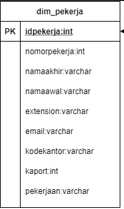 dim_pekerja
PK idpekerja:int
nomorpekerja:int
namaakhir:varchar
namaawal:varchar
extension:varchar
email:varchar
kodekantor:varchar
kaport:int
pekerjaan:varchar